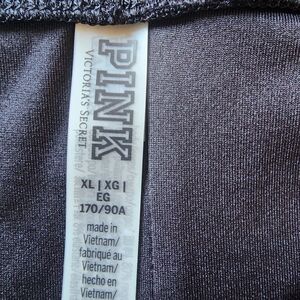 PINK
VICTORIA'S SECRET
XL | XG |
EG
170/90A
made in
Vietnam/
fabriqué au
Vietnam/
hecho en
Vietnam/